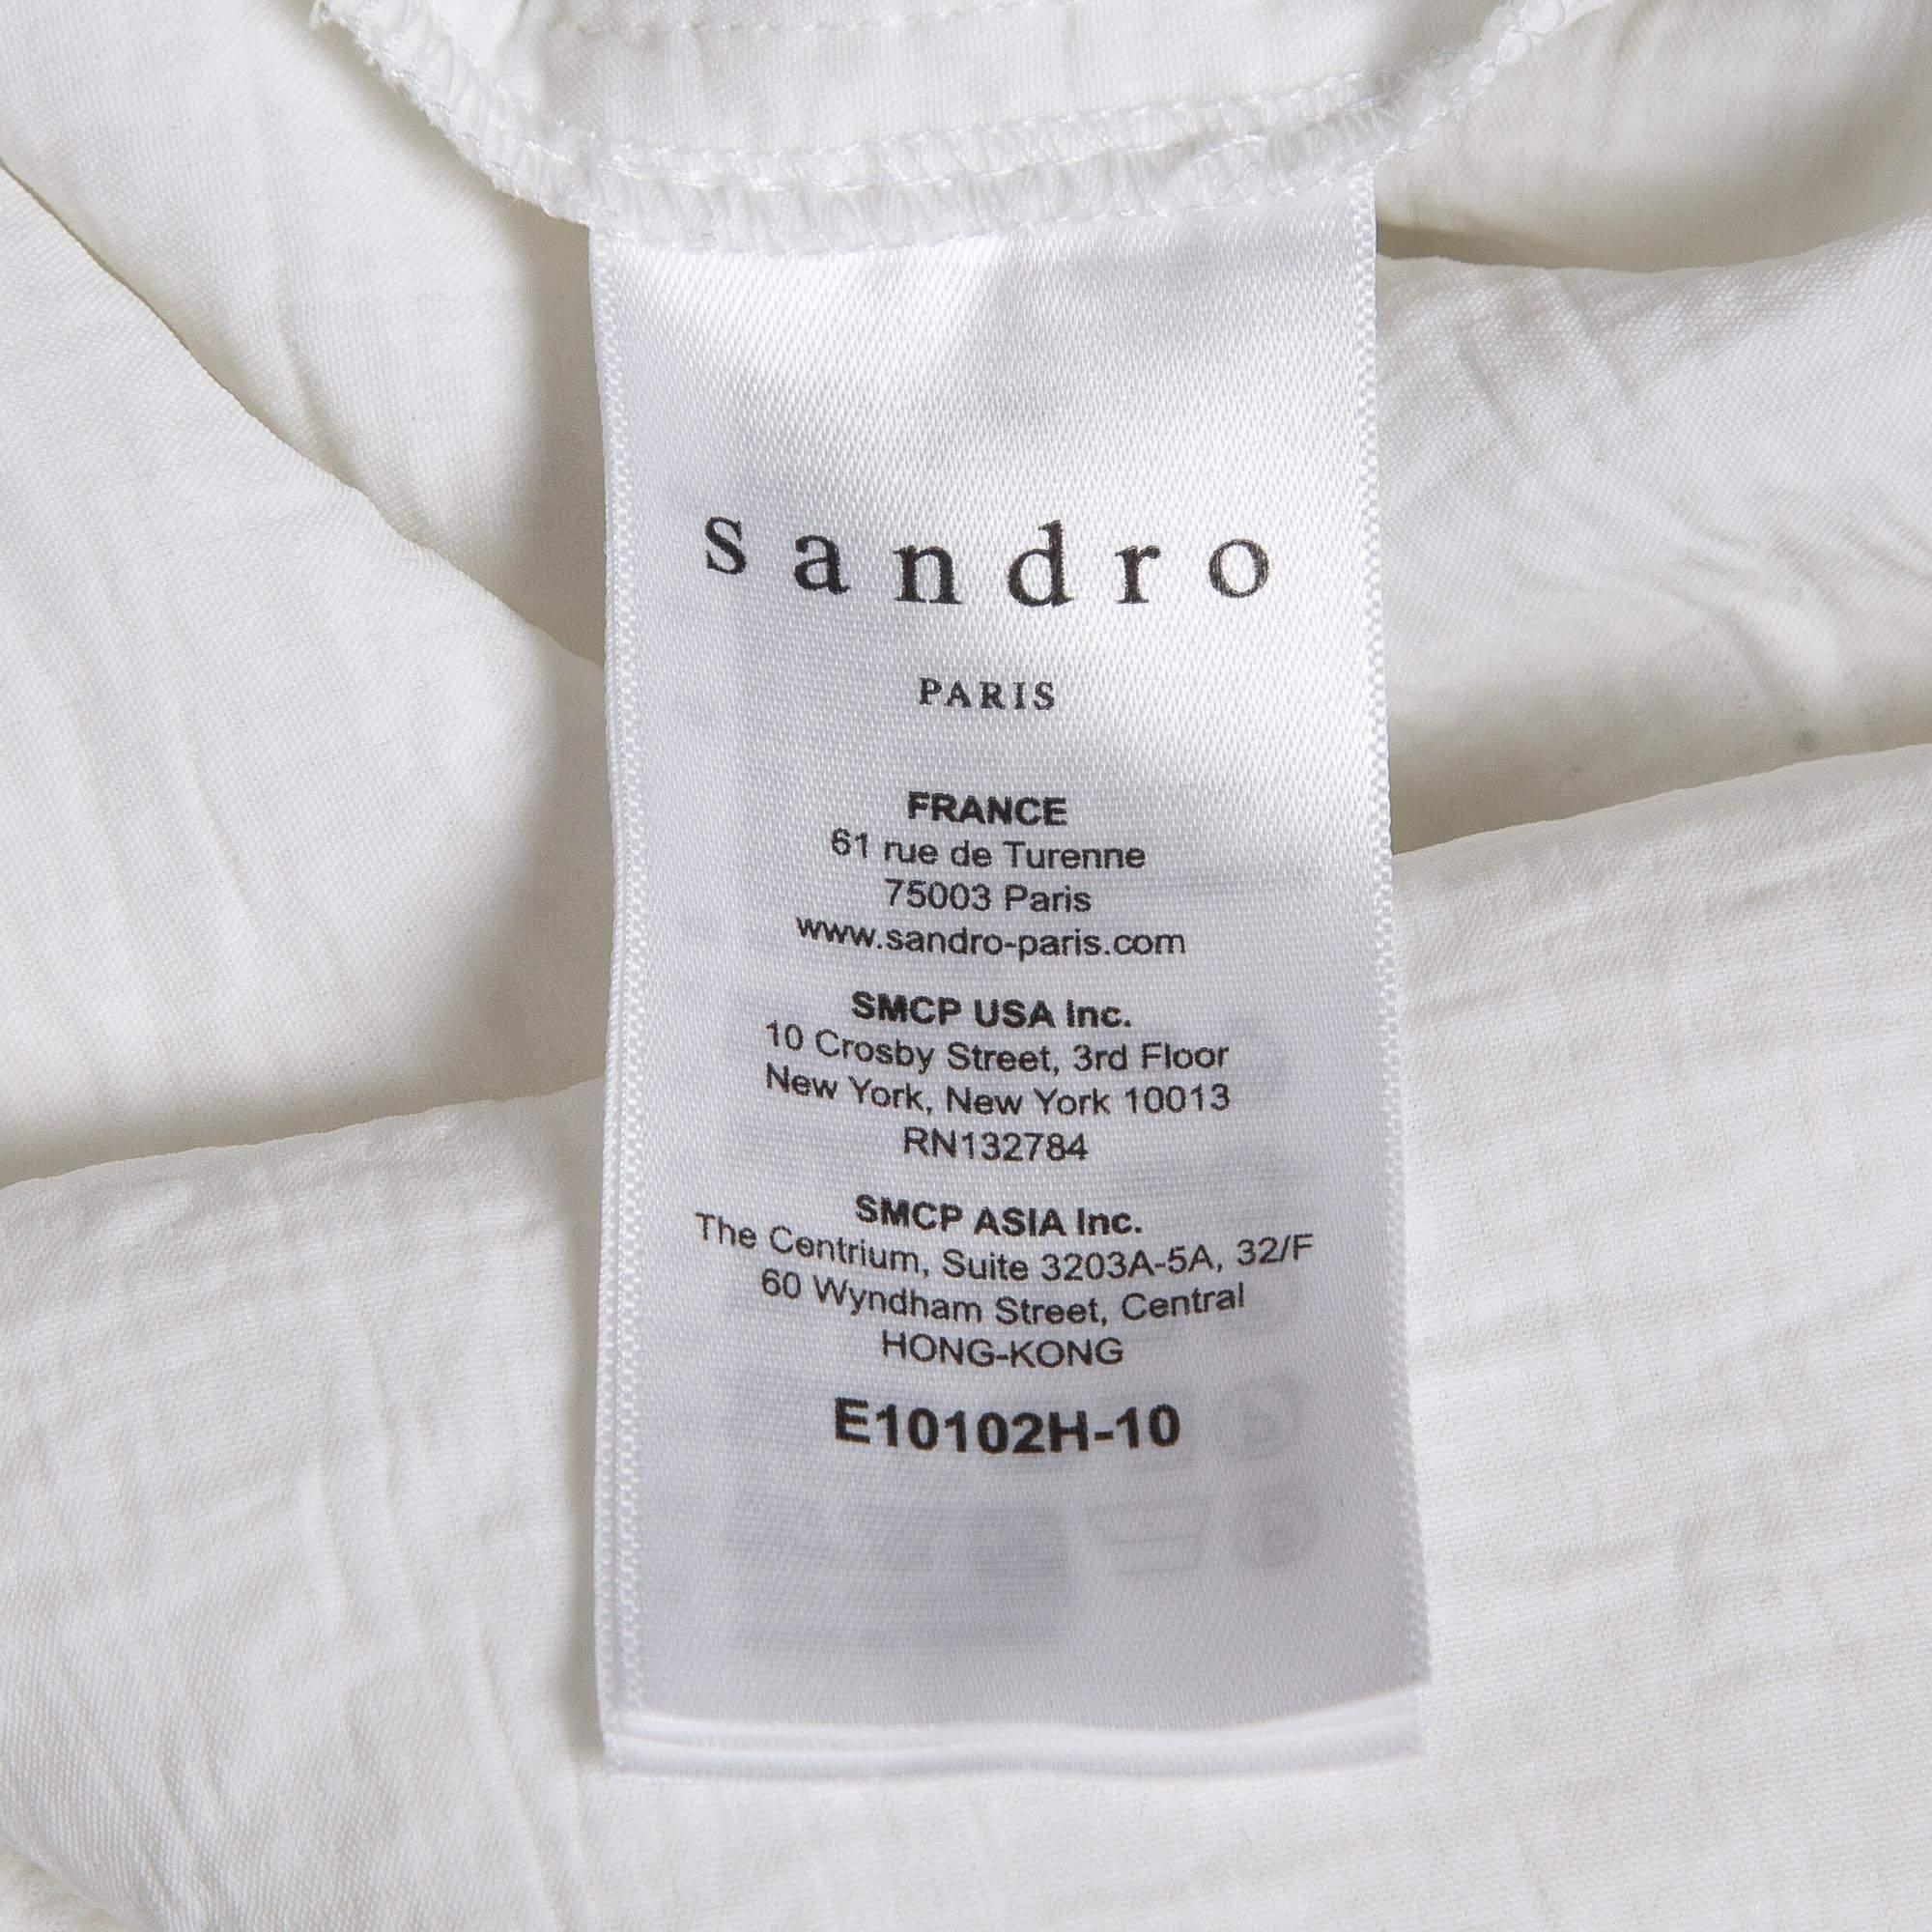 sandro
PARIS
FRANCE
61 rue de Turenne
75003 Paris
www.sandro-paris.com
SMCP USA Inc.
10 Crosby Street, 3rd Floor
New York, New York 10013
RN132784
SMCP ASIA Inc.
The Centrium, Suite 3203A-5A, 32/F
60 Wyndham Street, Central
HONG-KONG
E10102H-10